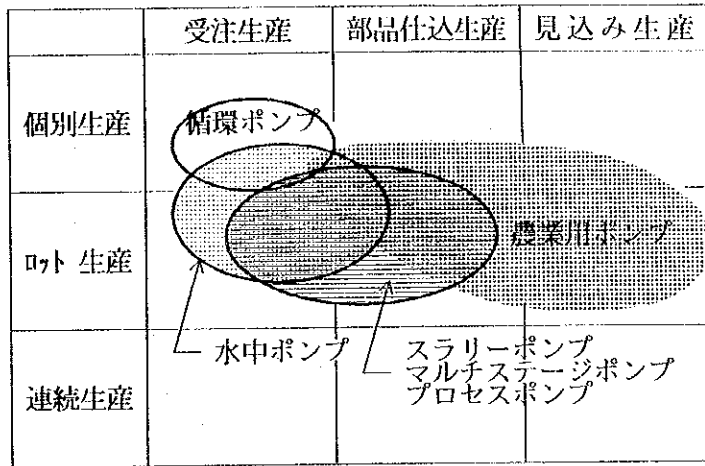 受注生産 部品仕込生産 見込み生産
個別生産 循環ポンプ
ロット生産 農業用ポンプ
水中ポンプ スラリーポンプ
マルチステージポンプ
連続生産 プロセスポンプ